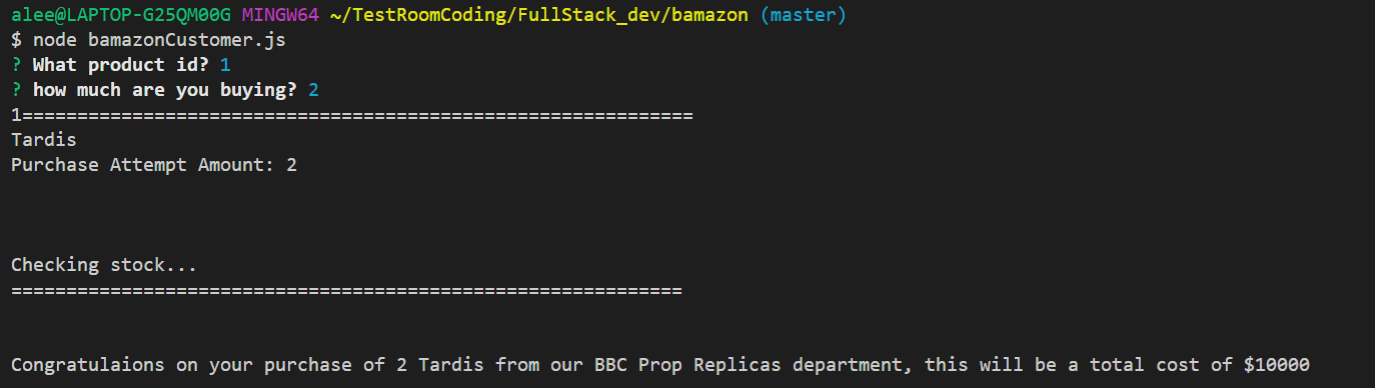 alee@LAPTOP-G25QM00G MINGW64 ~/TestRoomCoding/FullStack_dev/bamazon (master)
$ node bamazonCustomer.js
? What product id? 1
? how much are you buying? 2
1=============================================================
Tardis
Purchase Attempt Amount: 2
Checking stock...
=============================================================
Congratulaions on your purchase of 2 Tardis from our BBC Prop Replicas department, this will be a total cost of $10000